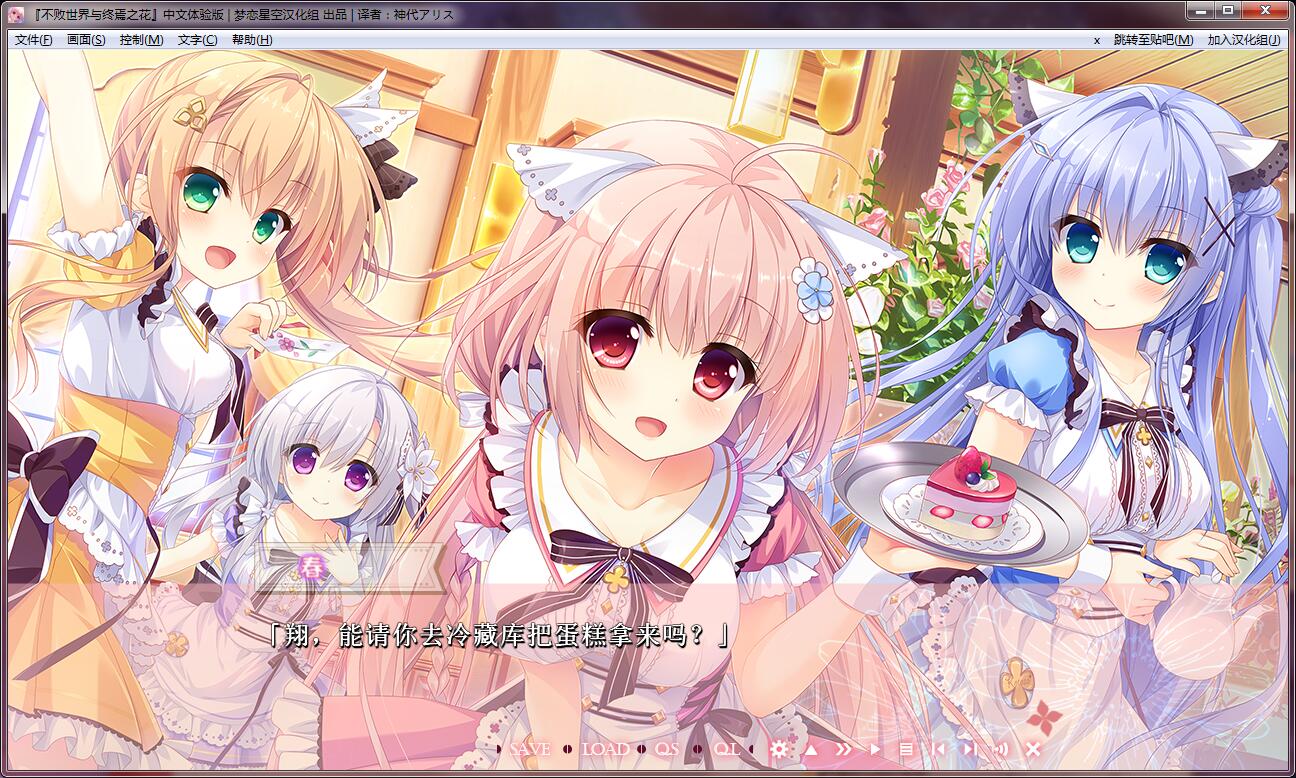 『不败世界与终焉之花』中文体验版 | 梦恋星空汉化组 出品 | 译者：神代アリス
文件(F) 画面(S) 控制(M) 文字(C) 帮助(H) x 跳转至贴吧(M) 加入汉化组(J)
春
「翔，能请你去冷藏库把蛋糕拿来吗？」
SAVE LOAD QS QL